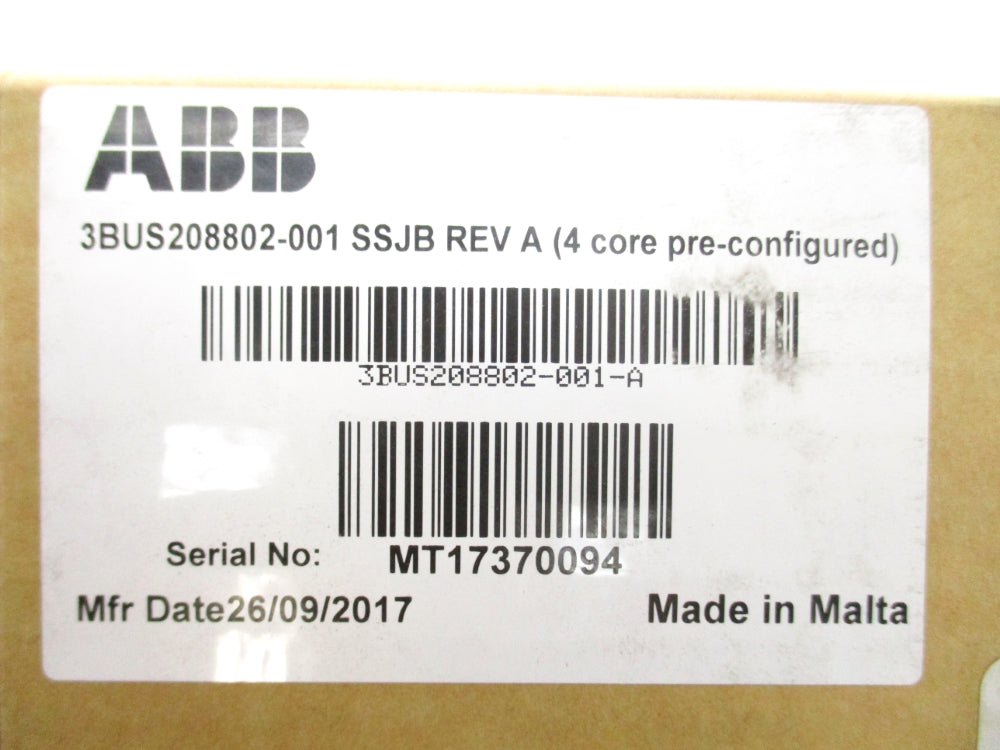 ABB
3BUS208802-001 SSJB REV A (4 core pre-configured)
3BUS208802-001-A
Serial No: MT17370094
Mfr Date26/09/2017 Made in Malta